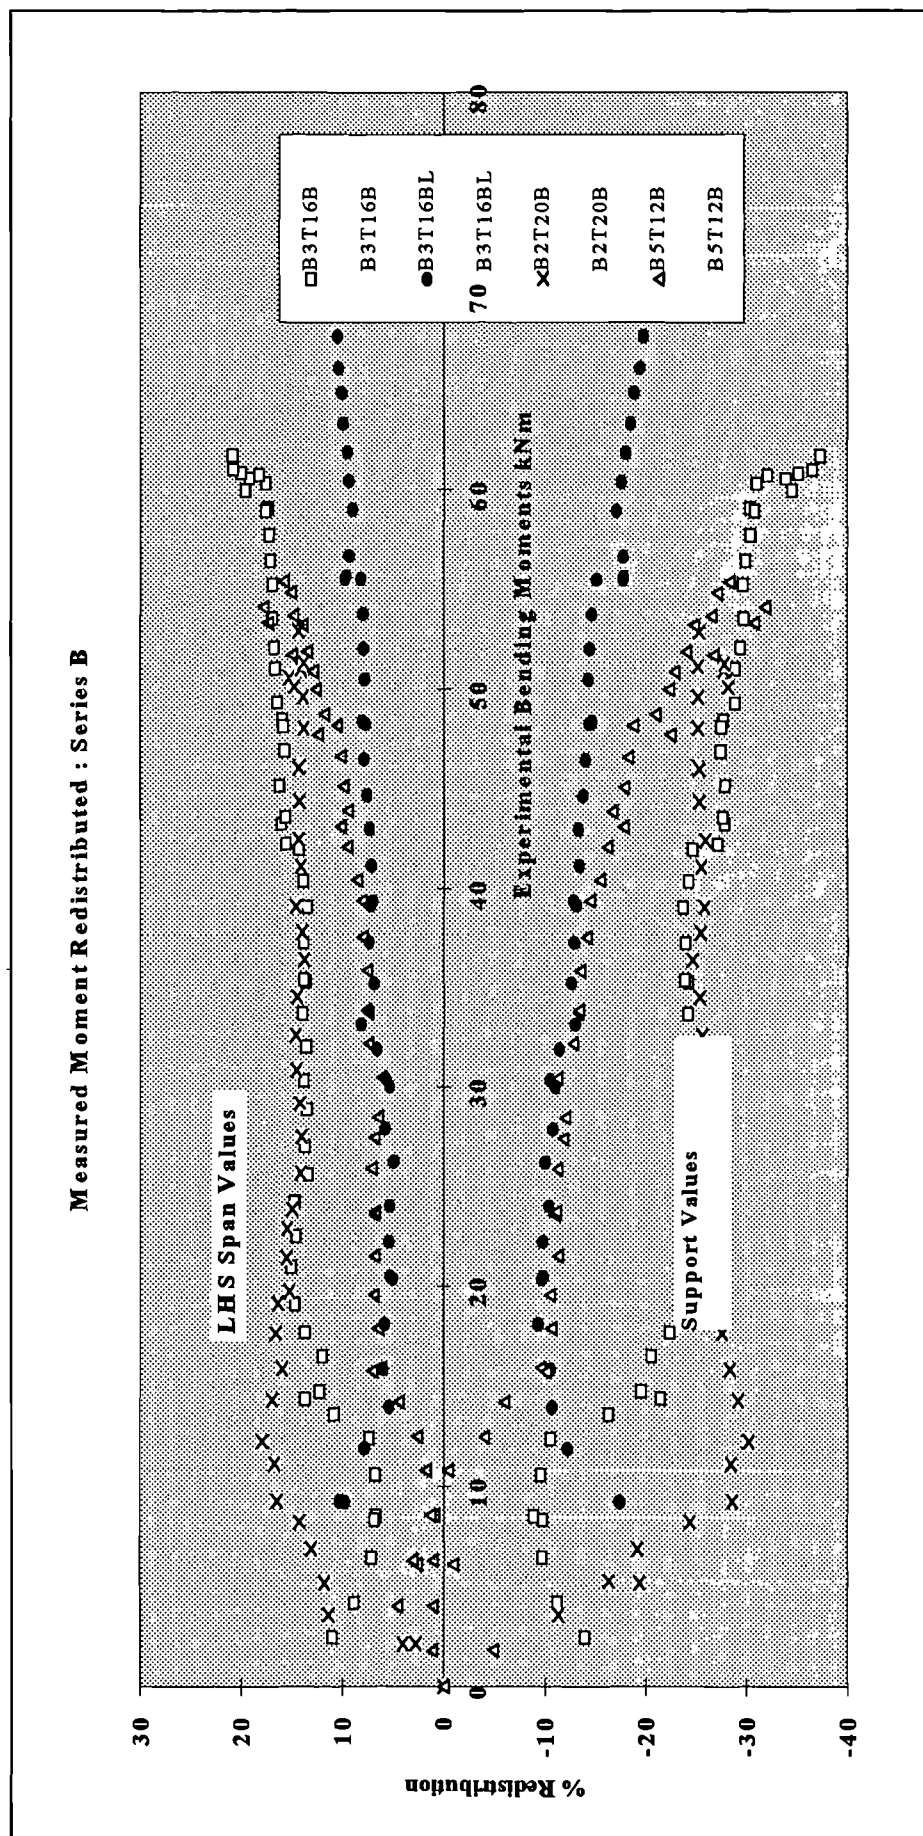 Measured Moment Redistributed : Series B
30
20
10
0
-10
-20
-30
-40
% Redistribution
0
10
20
30
40
50
60
70
80
Experimental Bending Moments kNm
LHS Span Values
Support Values
B3T16B
B3T16B
B3T16BL
B3T16BL
B2T20B
B2T20B
B5T12B
B5T12B